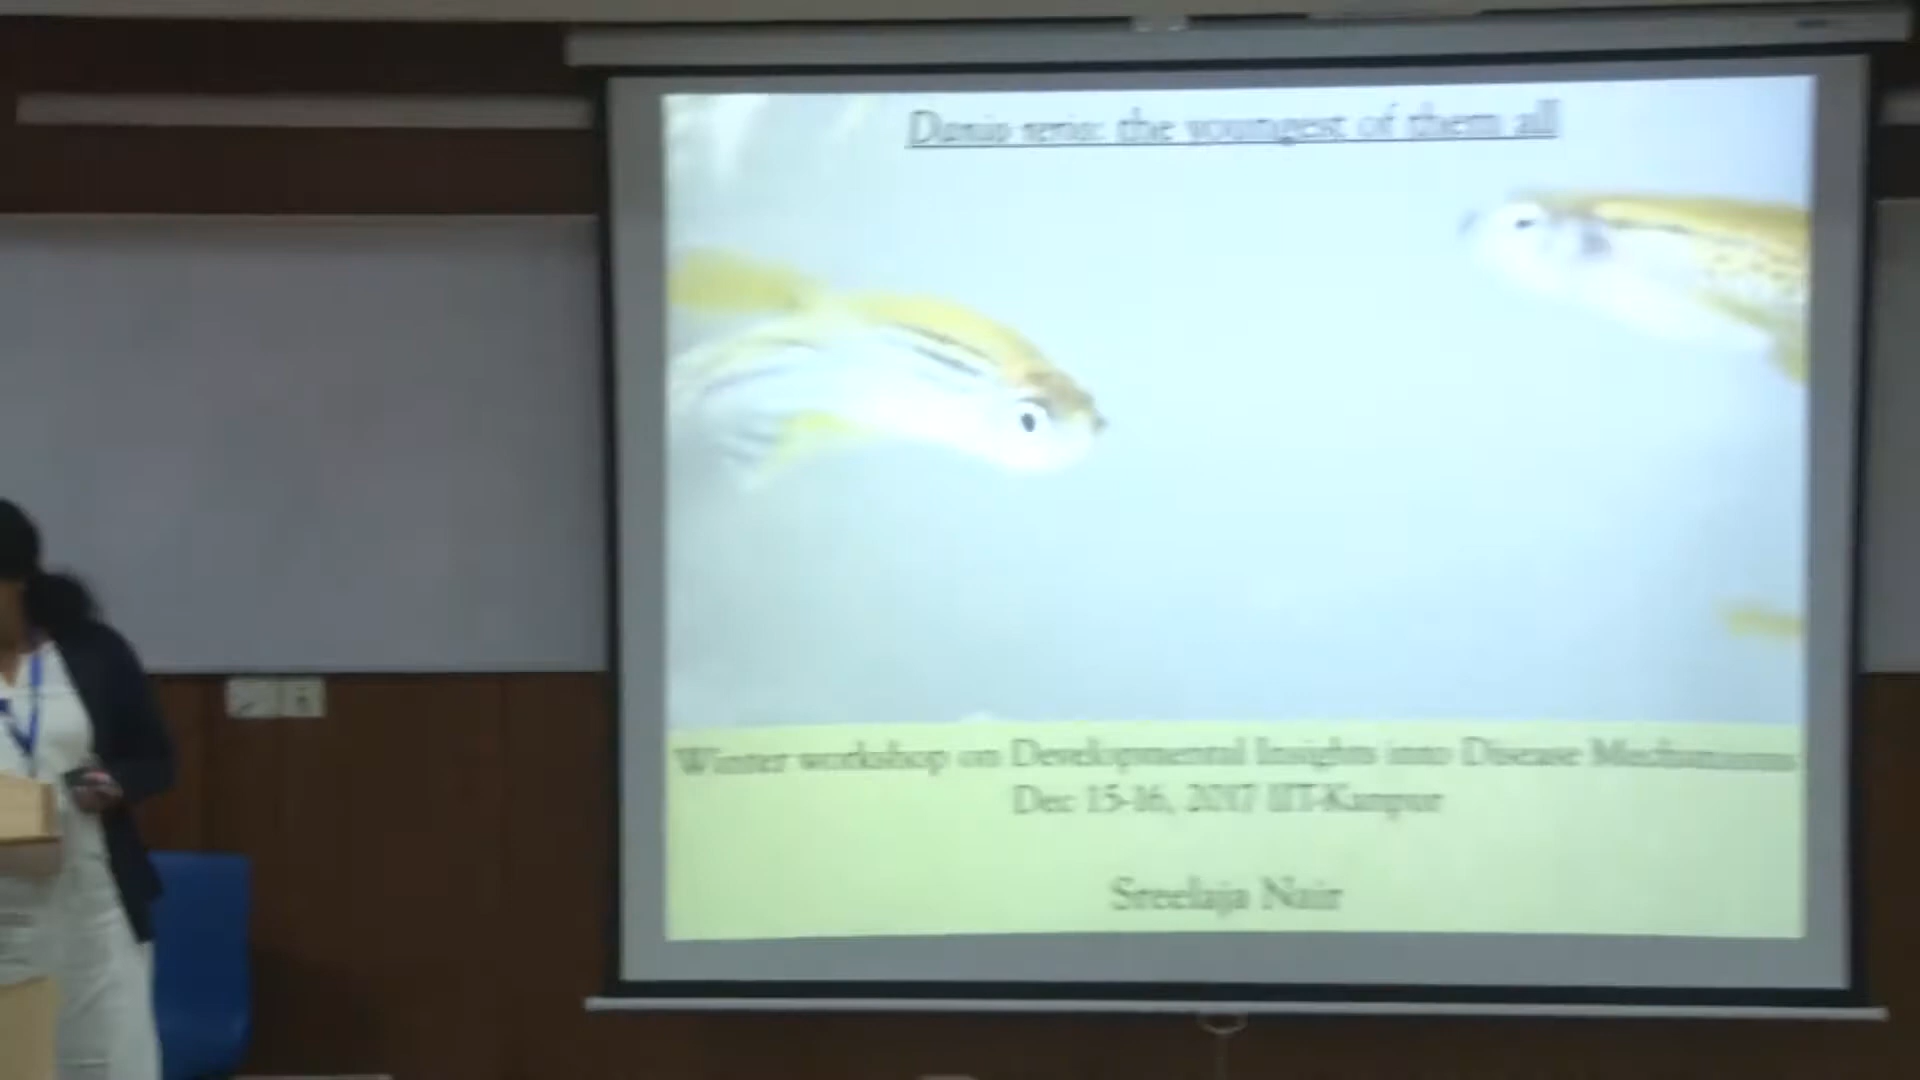 Danio rerio: the youngest of them all
Winter workshop on Developmental Insights into Disease Mechanisms
Dec 15-16, 2017 IIT-Kanpur
Sreelaja Nair